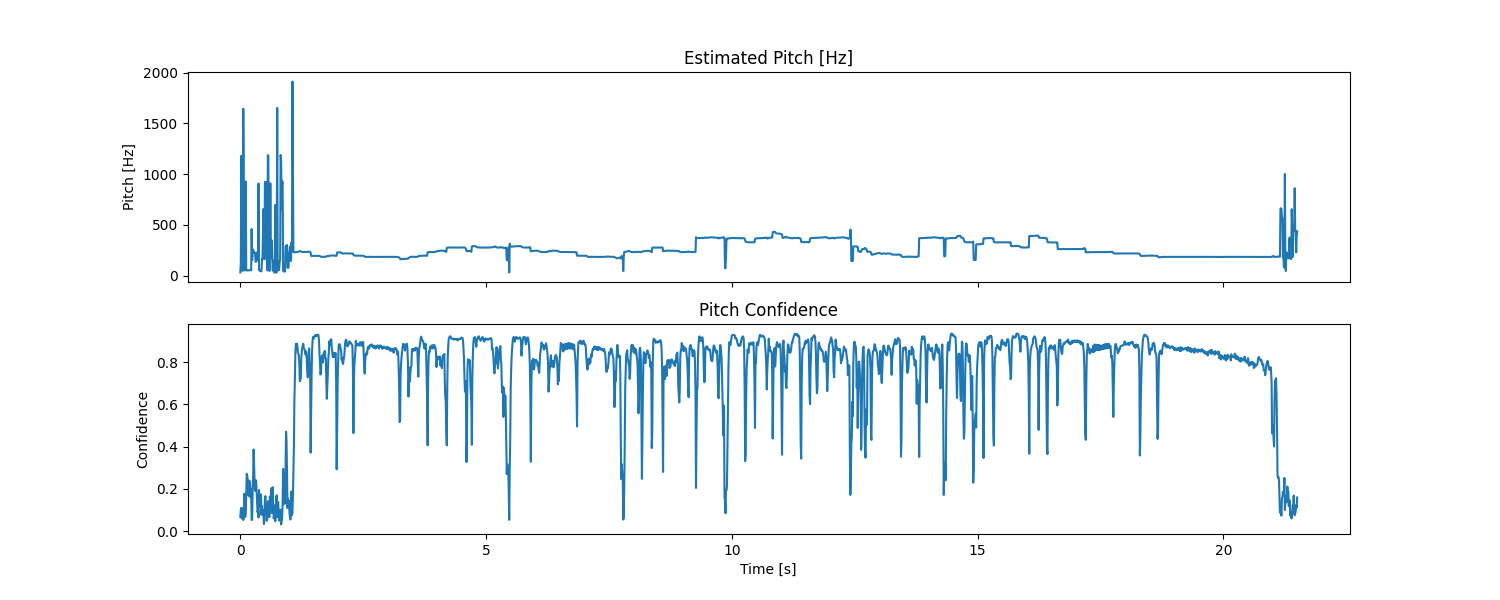 Estimated Pitch [Hz]
2000
1500
1000
500
0
Pitch [Hz]
Pitch Confidence
0.8
0.6
0.4
0.2
0.0
Confidence
0 5 10 15 20
Time [s]